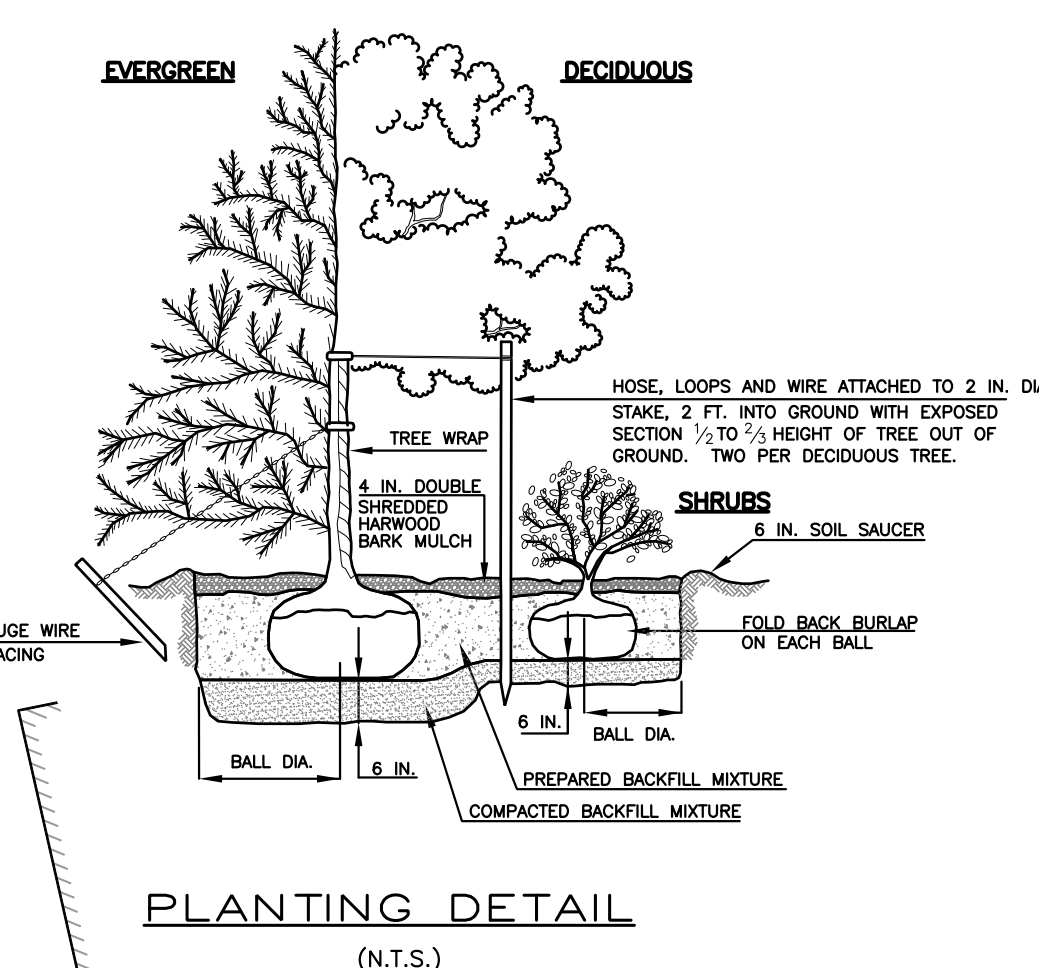 EVERGREEN
DECIDUOUS
HOSE, LOOPS AND WIRE ATTACHED TO 2 IN.
STAKE, 2 FT. INTO GROUND WITH EXPOSED
SECTION 1/2 TO 2/3 HEIGHT OF TREE OUT OF
GROUND. TWO PER DECIDUOUS TREE.
TREE WRAP
4 IN. DOUBLE
SHREDDED
HARWOOD
BARK MULCH
SHRUBS
6 IN. SOIL SAUCER
WIRE
FOLD BACK BURLAP
ON EACH BALL
6 IN.
BALL DIA.
BALL DIA.
6 IN.
PREPARED BACKFILL MIXTURE
COMPACTED BACKFILL MIXTURE
PLANTING DETAIL
(N.T.S.)